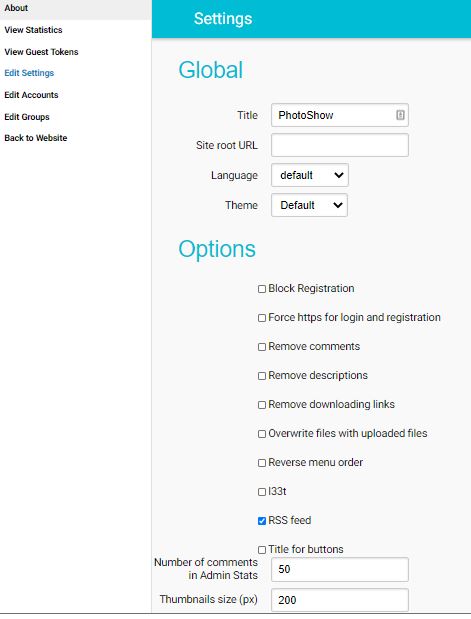 About
View Statistics
View Guest Tokens
Edit Settings
Edit Accounts
Edit Groups
Back to Website
Settings
Global
Title PhotoShow
Site root URL
Language default
Theme Default
Options
Block Registration
Force https for login and registration
Remove comments
Remove descriptions
Remove downloading links
Overwrite files with uploaded files
Reverse menu order
l33t
RSS feed
Title for buttons
Number of comments
in Admin Stats 50
Thumbnails size (px) 200